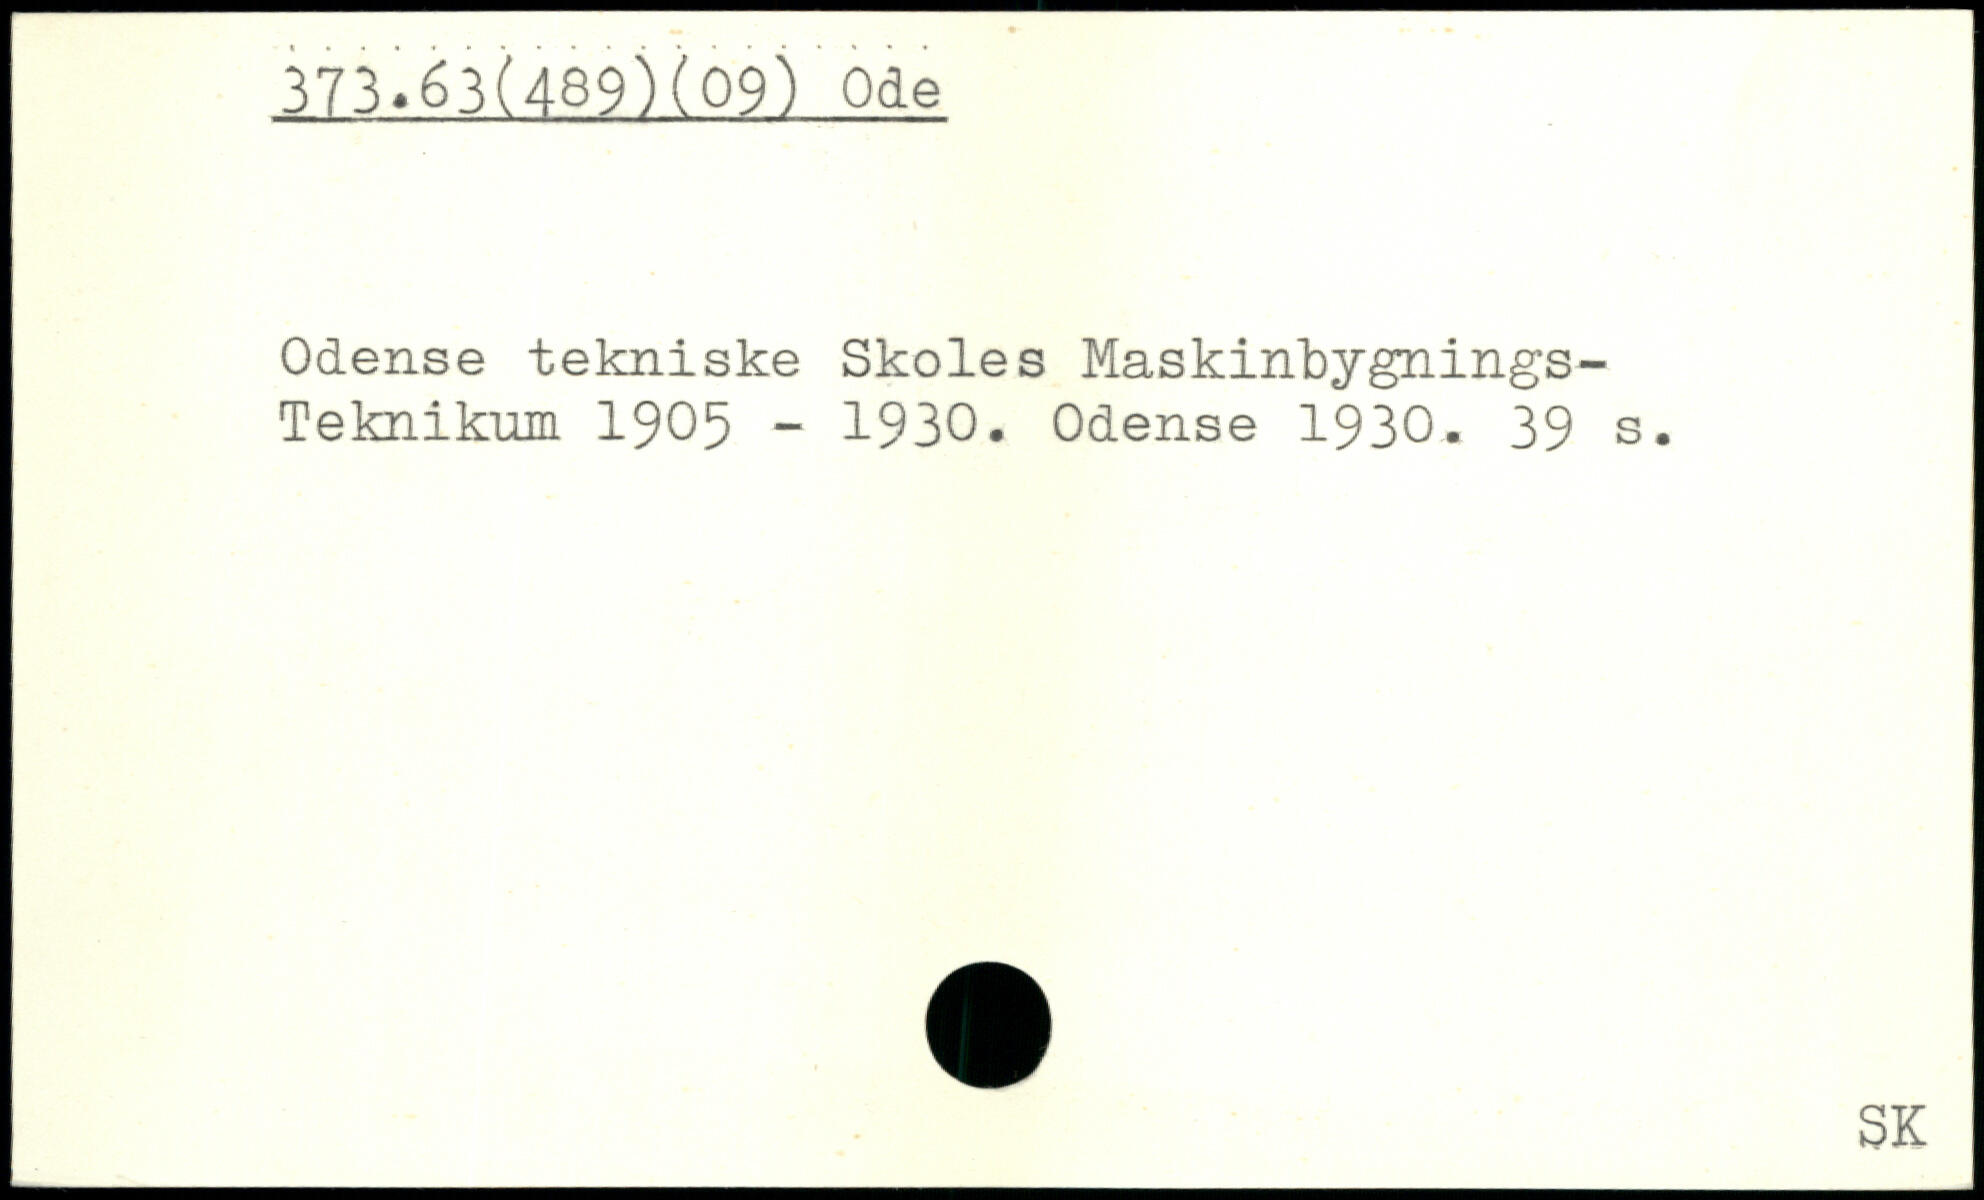 373.63(489)(09) Ode
Odense tekniske Skoles Maskinbygnings-
Teknikum 1905 - 1930. Odense 1930. 39 s.
SK